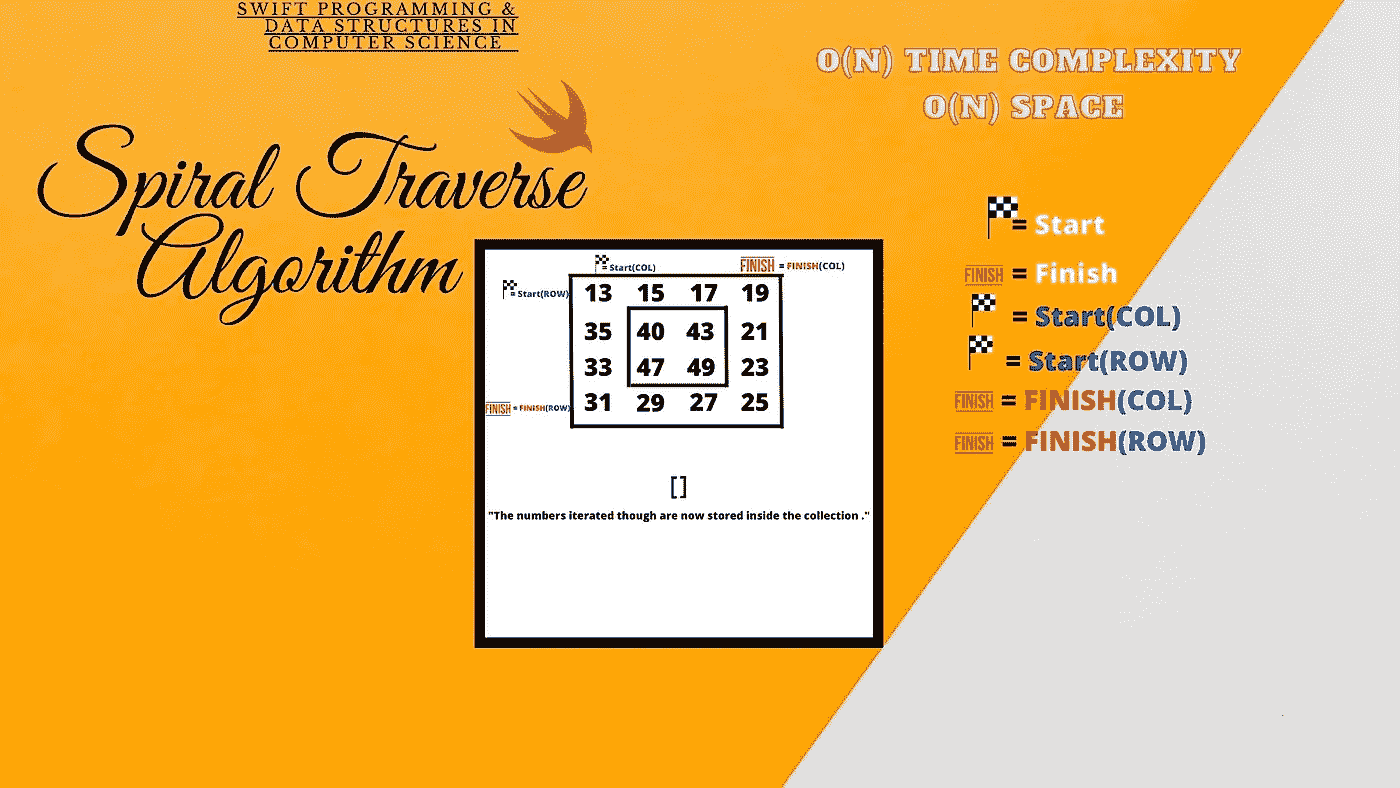 SWIFT PROGRAMMING &
DATA STRUCTURES IN
COMPUTER SCIENCE
O(N) TIME COMPLEXITY
O(N) SPACE
Spiral Traverse
Algorithm
= Start
FINISH = Finish
= Start(COL)
= Start(ROW)
FINISH = FINISH(COL)
FINISH = FINISH(ROW)
= Start(COL)
FINISH = FINISH(COL)
= Start(ROW)
13 15 17 19
35 40 43 21
33 47 49 23
FINISH = FINISH(ROW)
31 29 27 25
[]
"The numbers iterated though are now stored inside the collection ."